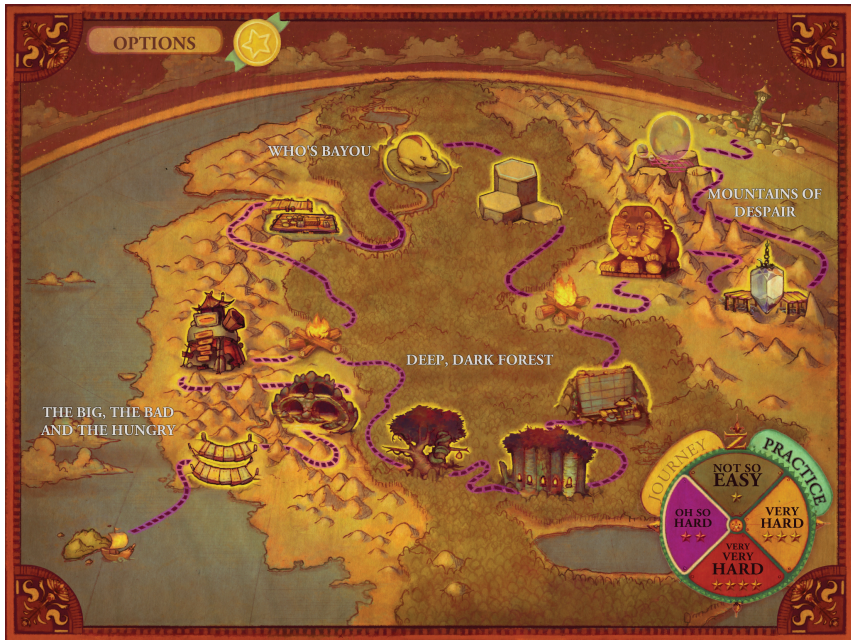 OPTIONS
WHO'S BAYOU
MOUNTAINS OF
DESPAIR
DEEP, DARK FOREST
THE BIG, THE BAD
AND THE HUNGRY
JOURNEY
PRACTICE
NOT SO
EASY
OH SO
HARD
VERY
HARD
VERY
VERY
HARD